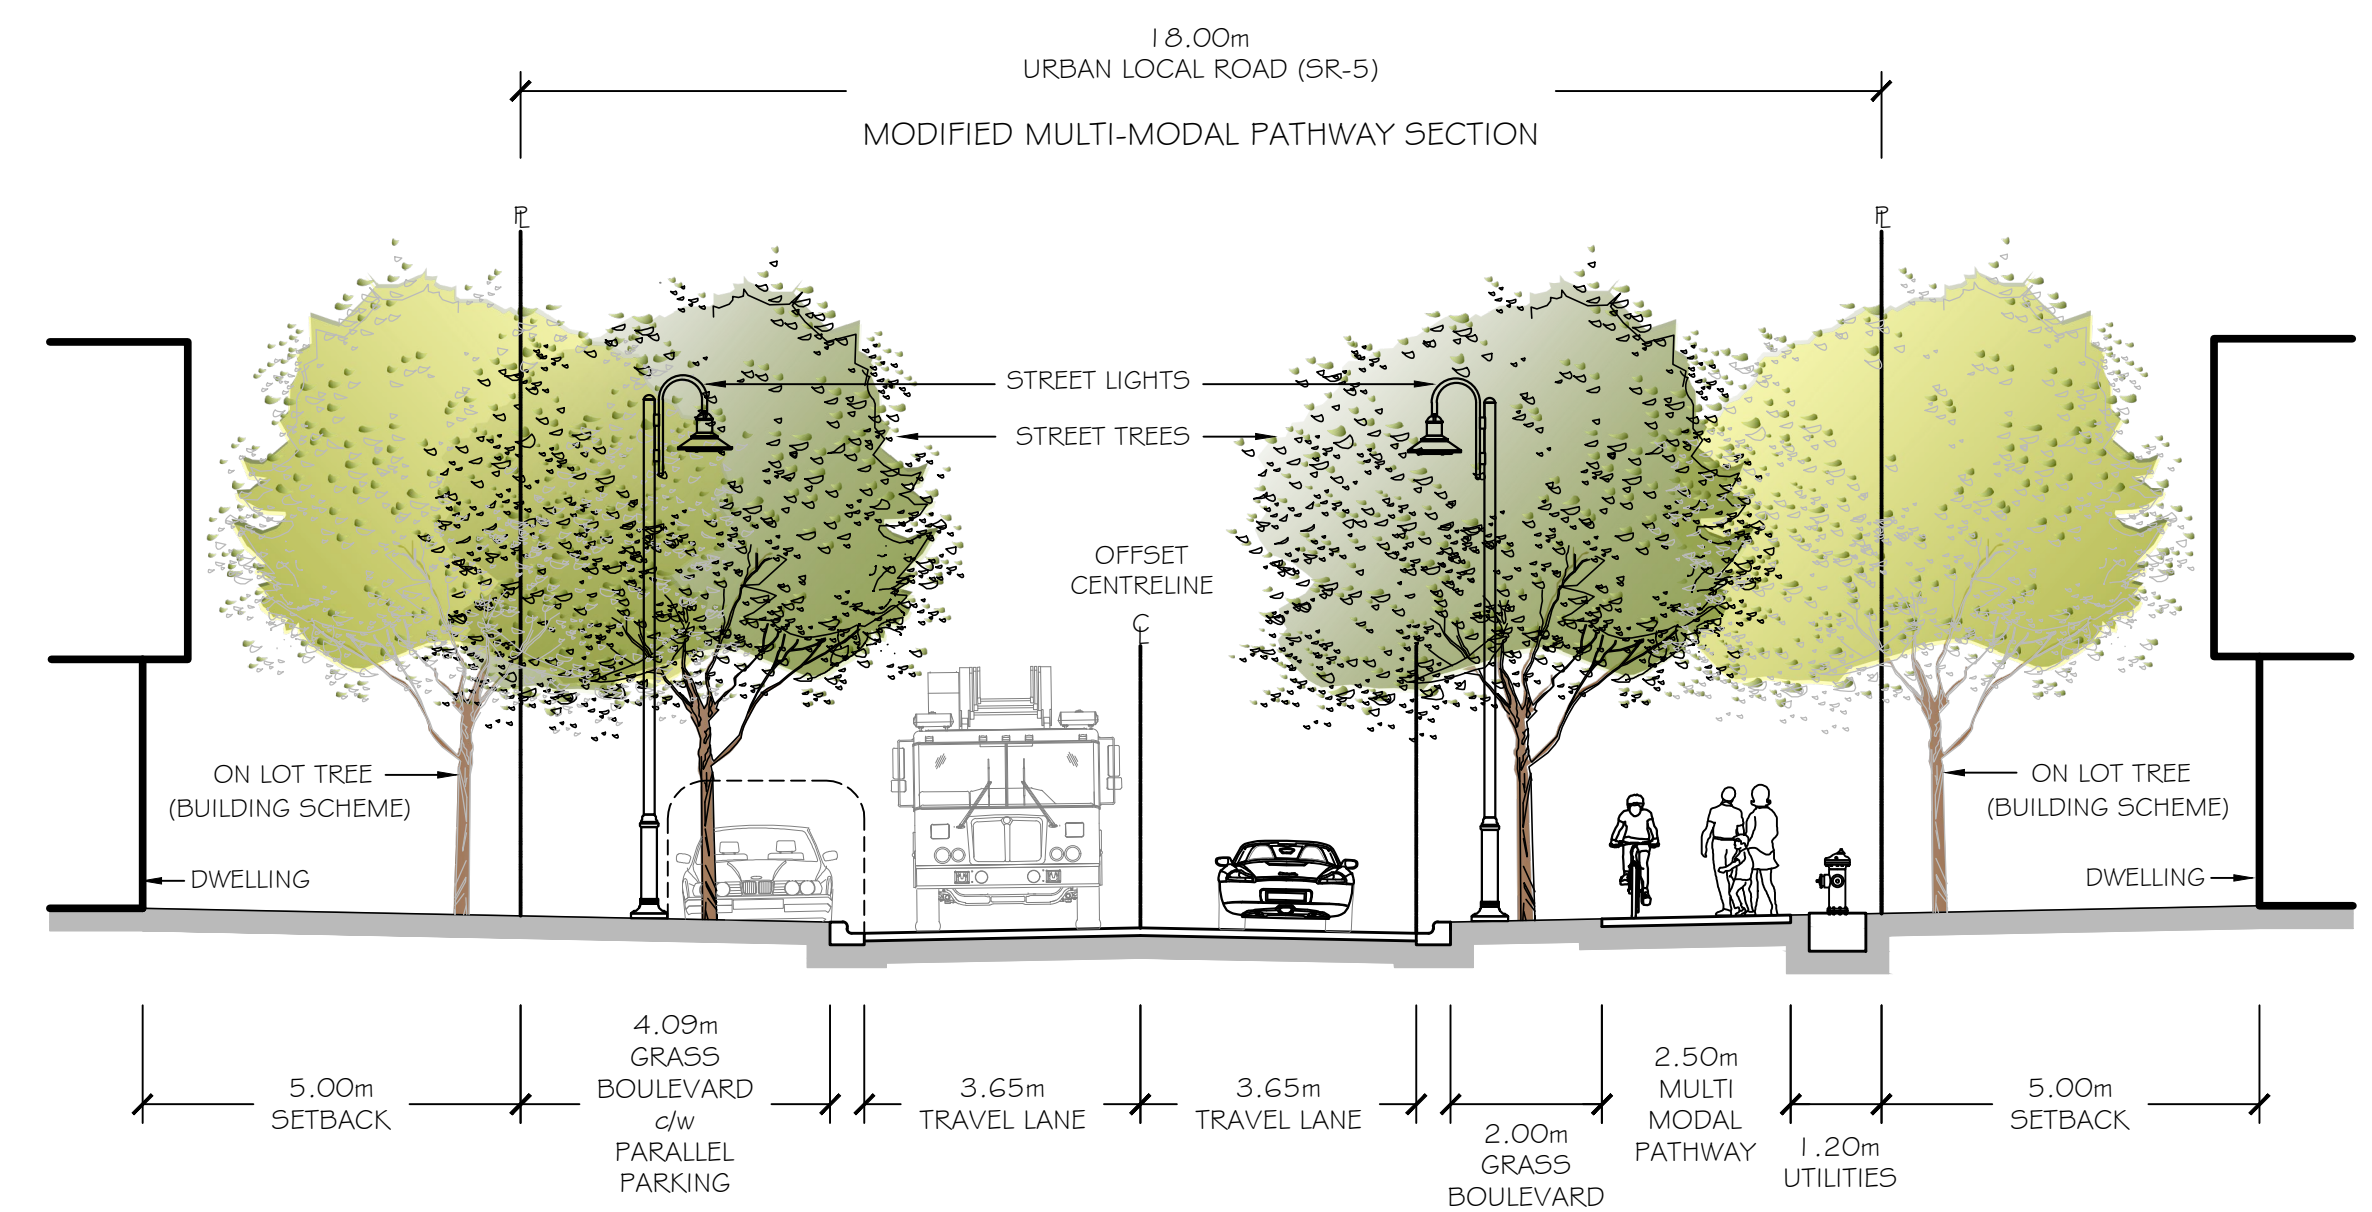 18.00m
URBAN LOCAL ROAD (SR-5)
MODIFIED MULTI-MODAL PATHWAY SECTION
PL
PL
STREET LIGHTS
STREET TREES
OFFSET
CENTRELINE
CL
ON LOT TREE
(BUILDING SCHEME)
ON LOT TREE
(BUILDING SCHEME)
DWELLING
DWELLING
5.00m
SETBACK
4.09m
GRASS
BOULEVARD
c/w
PARALLEL
PARKING
3.65m
TRAVEL LANE
3.65m
TRAVEL LANE
2.00m
GRASS
BOULEVARD
2.50m
MULTI
MODAL
PATHWAY
1.20m
UTILITIES
5.00m
SETBACK